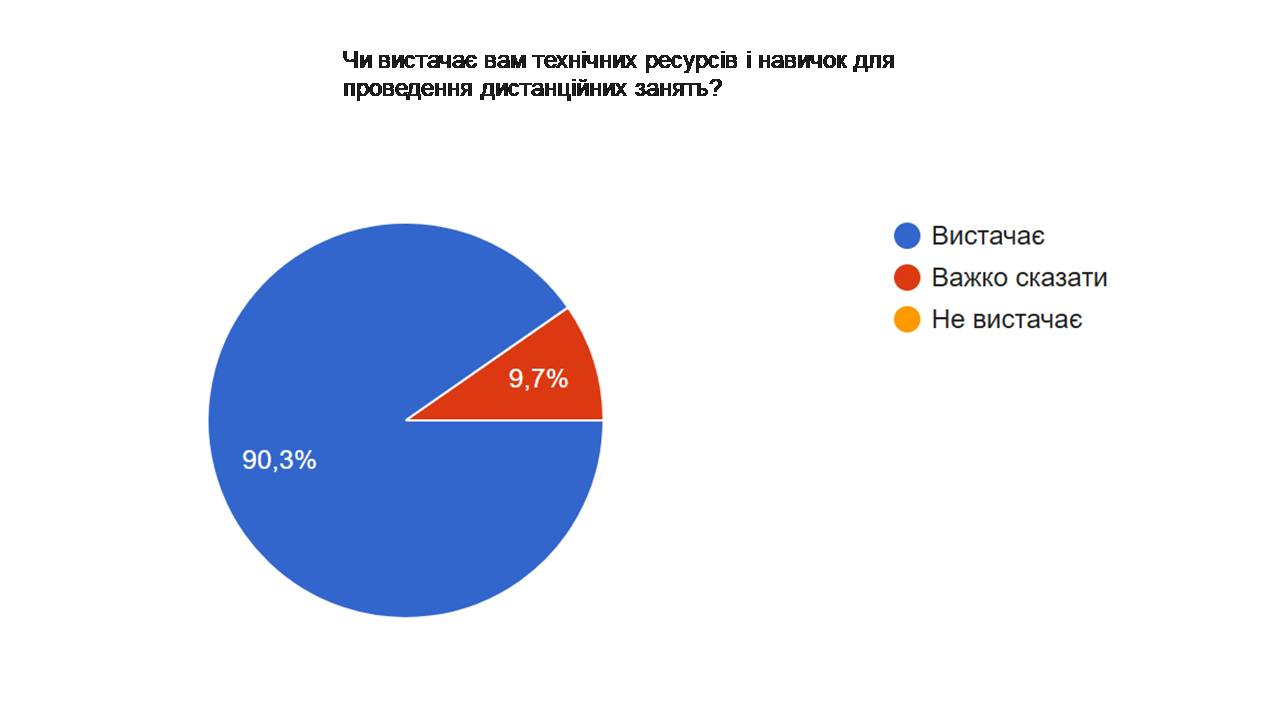 Чи вистачає вам технічних ресурсів і навичок для
проведення дистанційних занять?
Вистачає
Важко сказати
Не вистачає
9,7%
90,3%